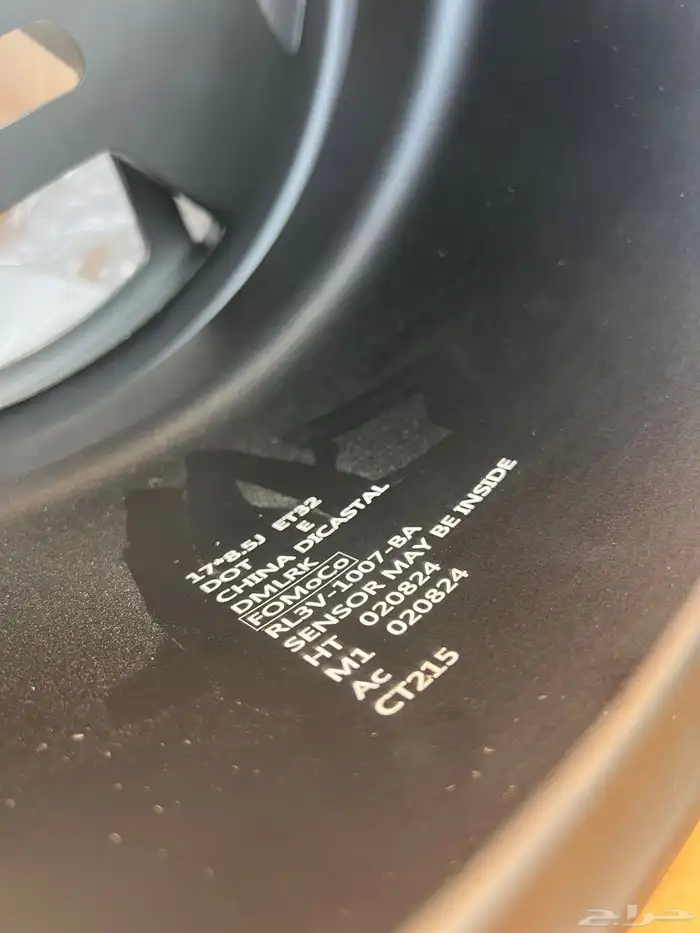 17*8.5J ET32
DOT E
CHINA DICASTAL
DMLRK
FOMoCo
RL3V-1007-BA
SENSOR MAY BE INSIDE
HT 020824
M1 020824
Ac
CT215
حراج